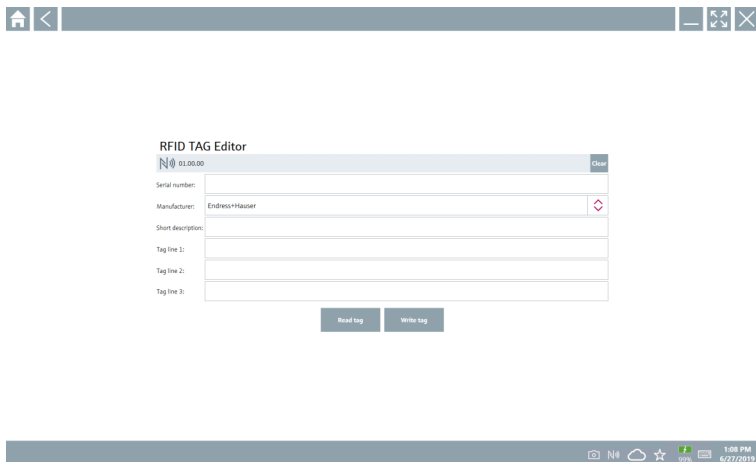 RFID TAG Editor
01.00.00 Clear
Serial number:
Manufacturer: Endress+Hauser
Short description:
Tag line 1:
Tag line 2:
Tag line 3:
Read tag Write tag
99% 1:08 PM
6/27/2019